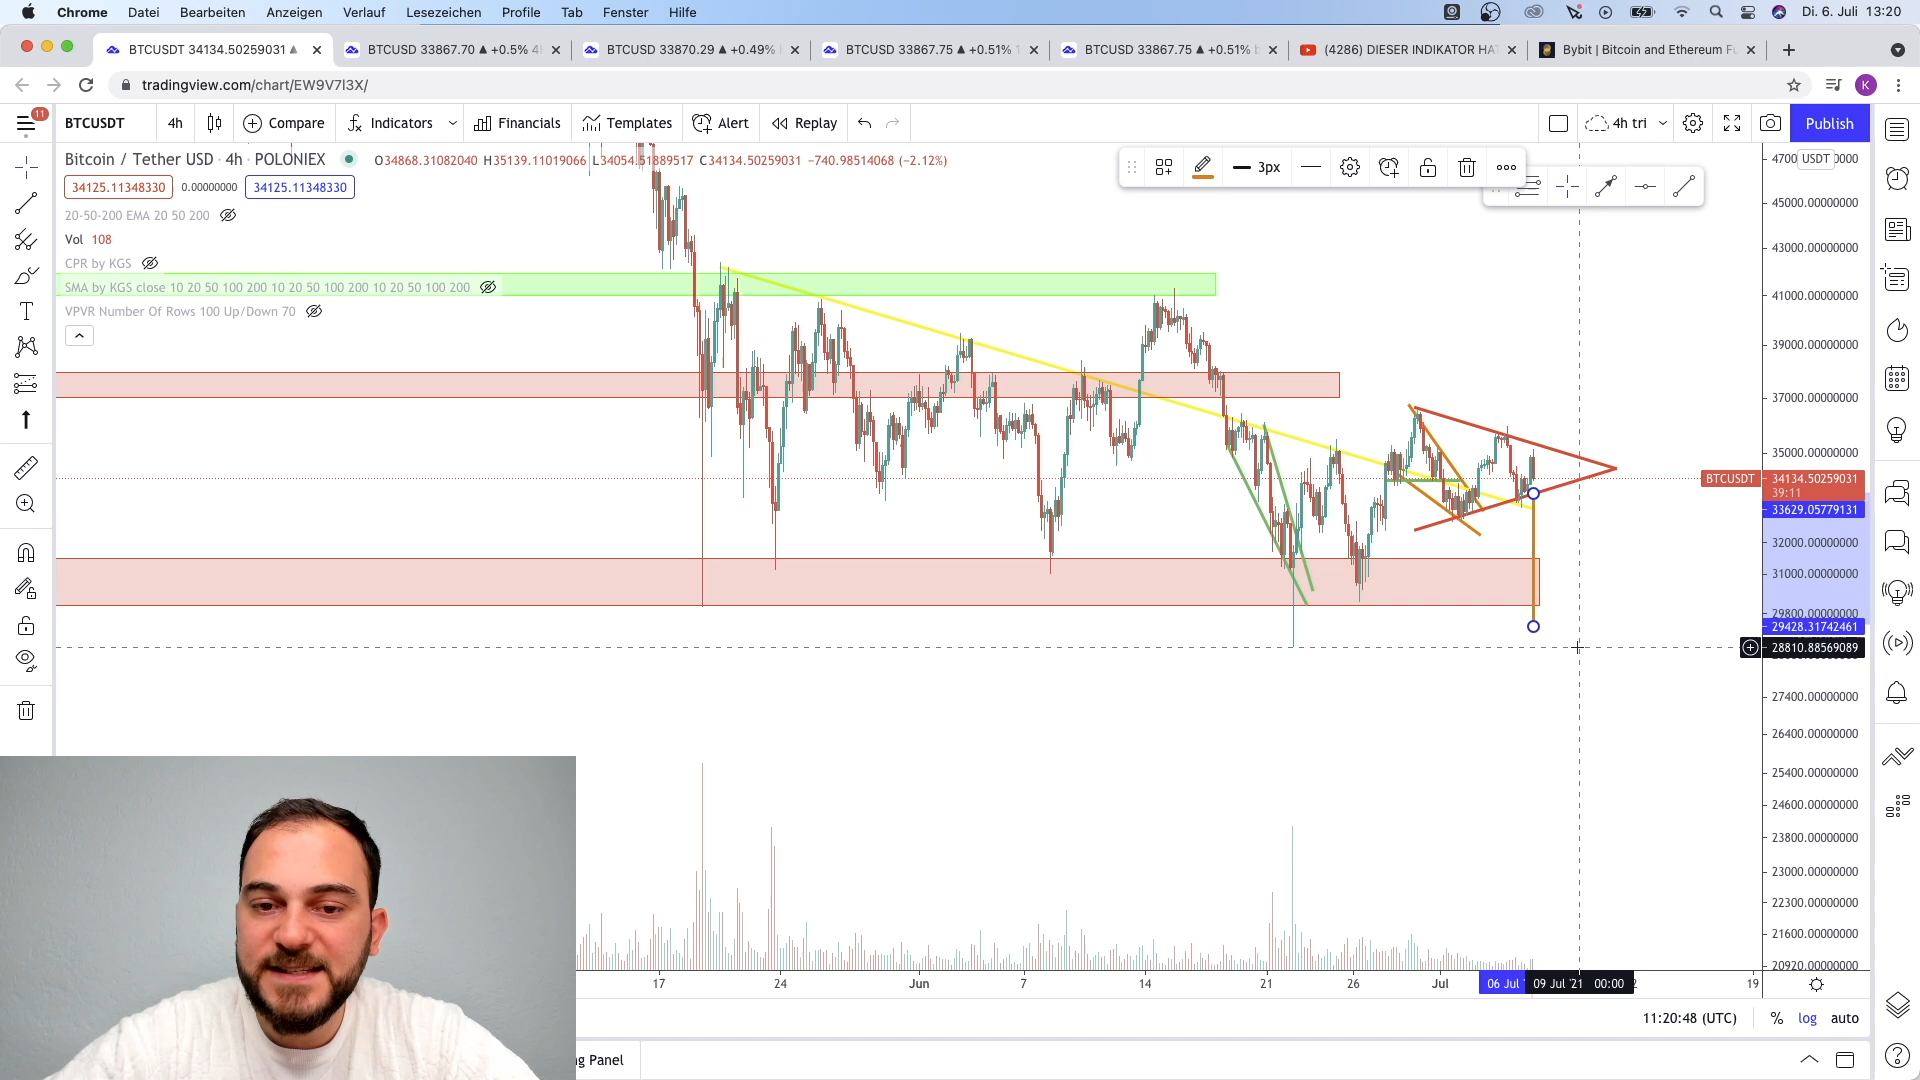 Chrome Datei Bearbeiten Anzeigen Verlauf Lesezeichen Profile Tab Fenster Hilfe Di. 6. Juli 13:20
BTCUSDT 34134.50259031 ▲ BTCUSD 33867.70 ▲ +0.5% 4 BTCUSD 33870.29 ▲ +0.49% BTCUSD 33867.75 ▲ +0.51% 1 BTCUSD 33867.75 ▲ +0.51% (4286) DIESER INDIKATOR HA Bybit | Bitcoin and Ethereum
tradingview.com/chart/EW9V7l3X/ K
11 BTCUSDT 4h Compare Indicators Financials Templates Alert Replay 4h tri Publish
Bitcoin / Tether USD · 4h · POLONIEX O34868.31082040 H35139.11019066 L34054.51889517 C34134.50259031 −740.98514068 (−2.12%)
34125.11348330 0.00000000 34125.11348330
20-50-200 EMA 20 50 200
Vol 108
CPR by KGS
SMA by KGS close 10 20 50 100 200 10 20 50 100 200 10 20 50 100 200
VPVR Number Of Rows 100 Up/Down 70
3px
USDT
45000.00000000
43000.00000000
41000.00000000
39000.00000000
37000.00000000
35000.00000000
BTCUSDT 34134.50259031
39:11
33629.05779131
32000.00000000
31000.00000000
29800.00000000
29428.31742461
28810.88569089
27400.00000000
26400.00000000
25400.00000000
24600.00000000
23800.00000000
23000.00000000
22300.00000000
21600.00000000
20920.00000000
17 24 Jun 7 14 21 26 Jul 06 Jul 09 Jul '21 00:00 19
11:20:48 (UTC) % log auto
Panel